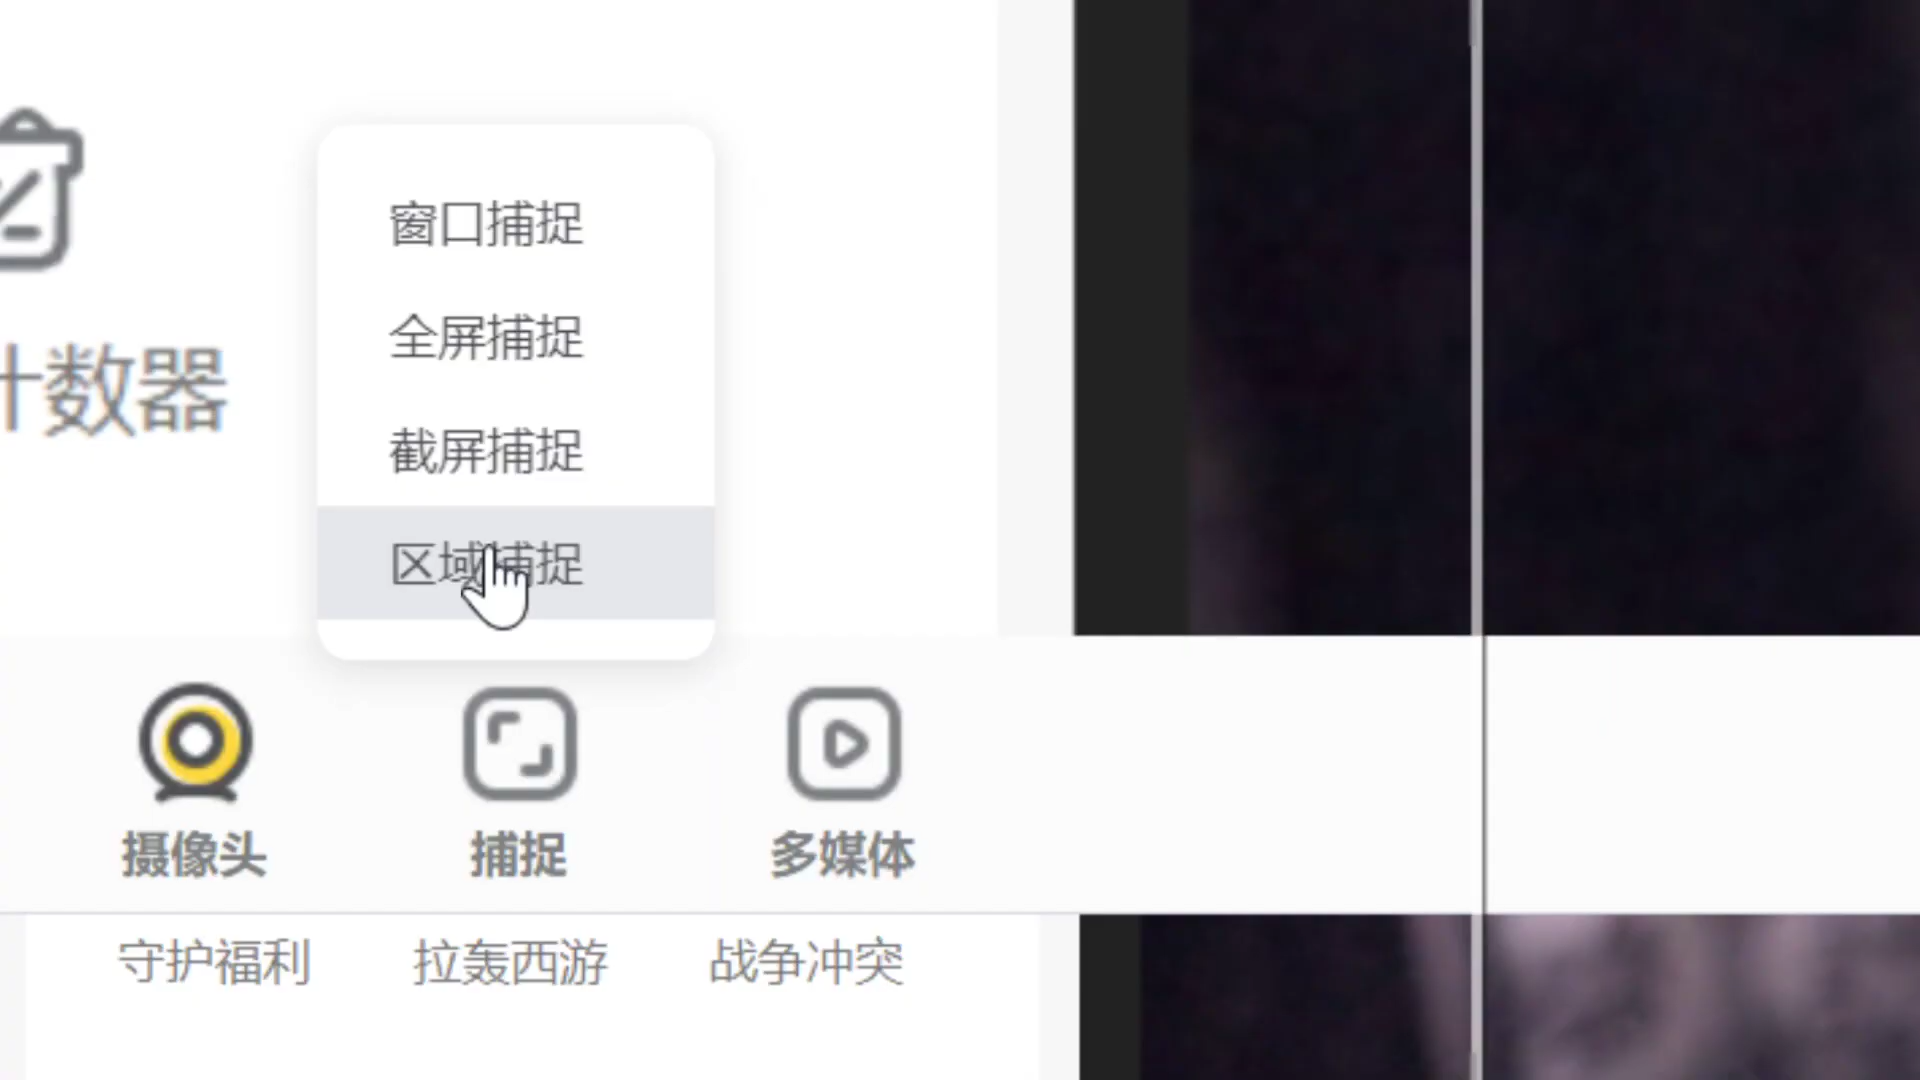 窗口捕捉
全屏捕捉
截屏捕捉
计数器
区域捕捉
摄像头
捕捉
多媒体
守护福利
拉轰西游
战争冲突